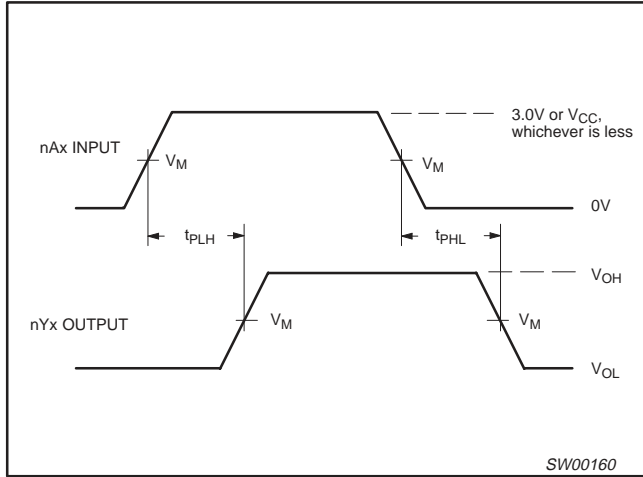 3.0V or VCC,
whichever is less
nAx INPUT
VM
VM
0V
tPLH
tPHL
VOH
nYx OUTPUT
VM
VM
VOL
SW00160